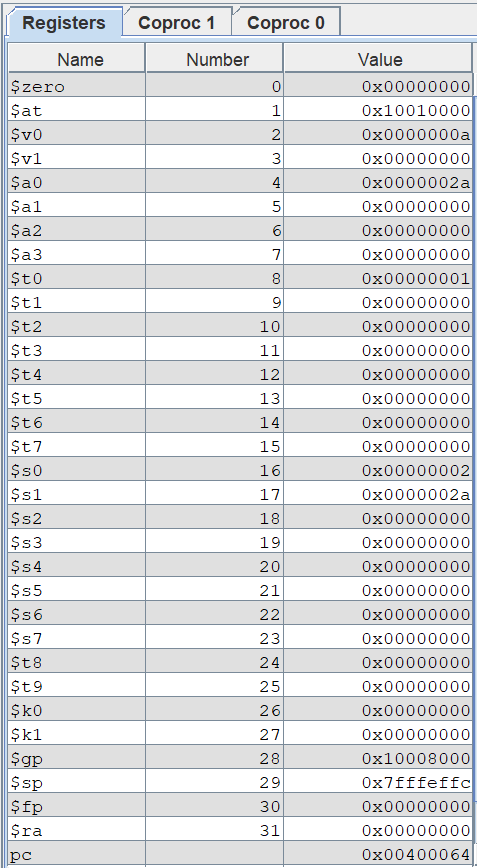 Registers Coproc 1 Coproc 0
Name Number Value
$zero 0 0x00000000
$at 1 0x10010000
$v0 2 0x0000000a
$v1 3 0x00000000
$a0 4 0x0000002a
$a1 5 0x00000000
$a2 6 0x00000000
$a3 7 0x00000000
$t0 8 0x00000001
$t1 9 0x00000000
$t2 10 0x00000000
$t3 11 0x00000000
$t4 12 0x00000000
$t5 13 0x00000000
$t6 14 0x00000000
$t7 15 0x00000000
$s0 16 0x00000002
$s1 17 0x0000002a
$s2 18 0x00000000
$s3 19 0x00000000
$s4 20 0x00000000
$s5 21 0x00000000
$s6 22 0x00000000
$s7 23 0x00000000
$t8 24 0x00000000
$t9 25 0x00000000
$k0 26 0x00000000
$k1 27 0x00000000
$gp 28 0x10008000
$sp 29 0x7fffeffc
$fp 30 0x00000000
$ra 31 0x00000000
pc 0x00400064